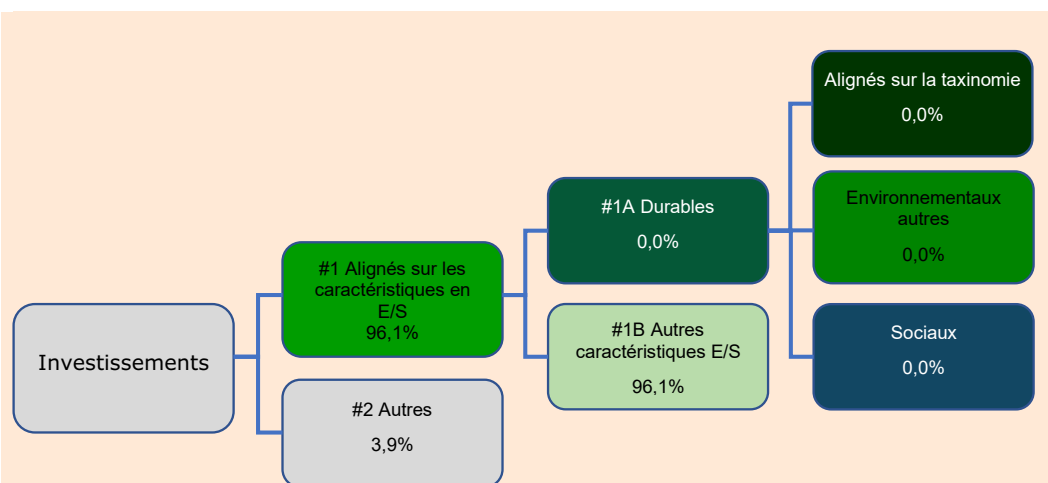 Investissements
#1 Alignés sur les
caractéristiques en
E/S
96,1%
#2 Autres
3,9%
#1A Durables
0,0%
#1B Autres
caractéristiques E/S
96,1%
Alignés sur la taxinomie
0,0%
Environnementaux
autres
0,0%
Sociaux
0,0%